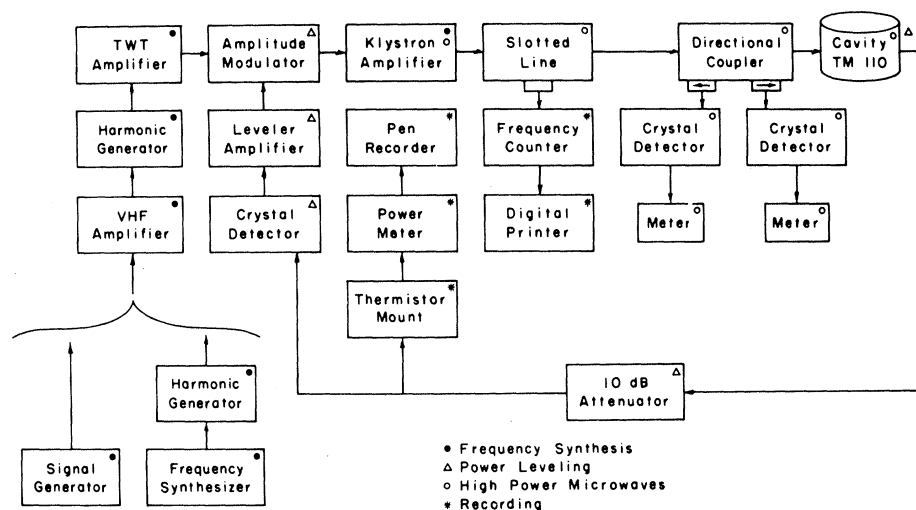 TWT
Amplifier
Amplitude
Modulator
Klystron
Amplifier
Slotted
Line
Directional
Coupler
Cavity
TM 110
Harmonic
Generator
Leveler
Amplifier
Pen
Recorder
Frequency
Counter
Crystal
Detector
Crystal
Detector
VHF
Amplifier
Crystal
Detector
Power
Meter
Digital
Printer
Meter
Meter
Thermistor
Mount
Harmonic
Generator
10 dB
Attenuator
Signal
Generator
Frequency
Synthesizer
● Frequency Synthesis
△ Power Leveling
○ High Power Microwaves
* Recording